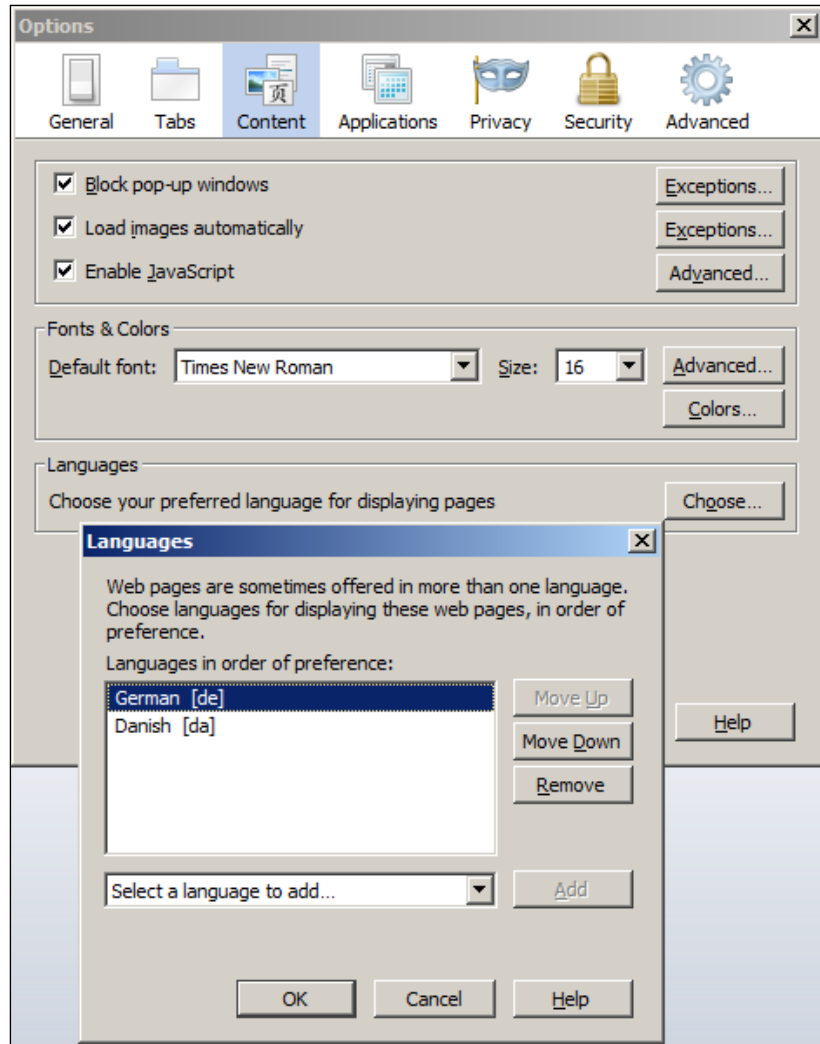 Options
General Tabs Content Applications Privacy Security Advanced
页
Block pop-up windows Exceptions...
Load images automatically Exceptions...
Enable JavaScript Advanced...
Fonts & Colors
Default font: Times New Roman Size: 16 Advanced...
Colors...
Languages
Choose your preferred language for displaying pages Choose...
Languages
Web pages are sometimes offered in more than one language.
Choose languages for displaying these web pages, in order of
preference.
Languages in order of preference:
German [de] Move Up
Danish [da] Move Down
Remove
Help
Select a language to add... Add
OK Cancel Help